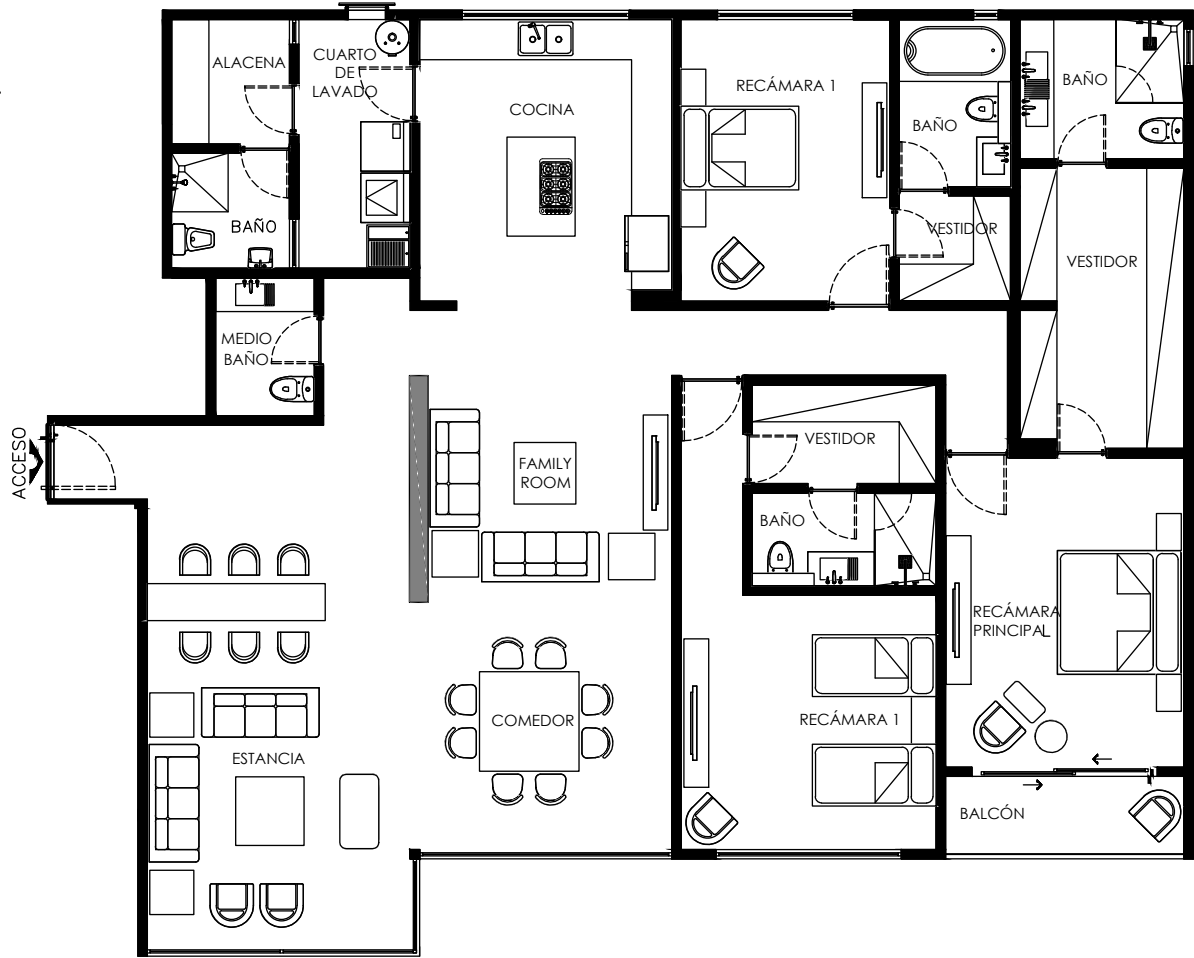 ALACENA
CUARTO
DE
LAVADO
COCINA
RECÁMARA 1
BAÑO
BAÑO
BAÑO
VESTIDOR
VESTIDOR
MEDIO
BAÑO
ACCESO
FAMILY
ROOM
VESTIDOR
BAÑO
RECÁMARA
PRINCIPAL
COMEDOR
RECÁMARA 1
ESTANCIA
BALCÓN